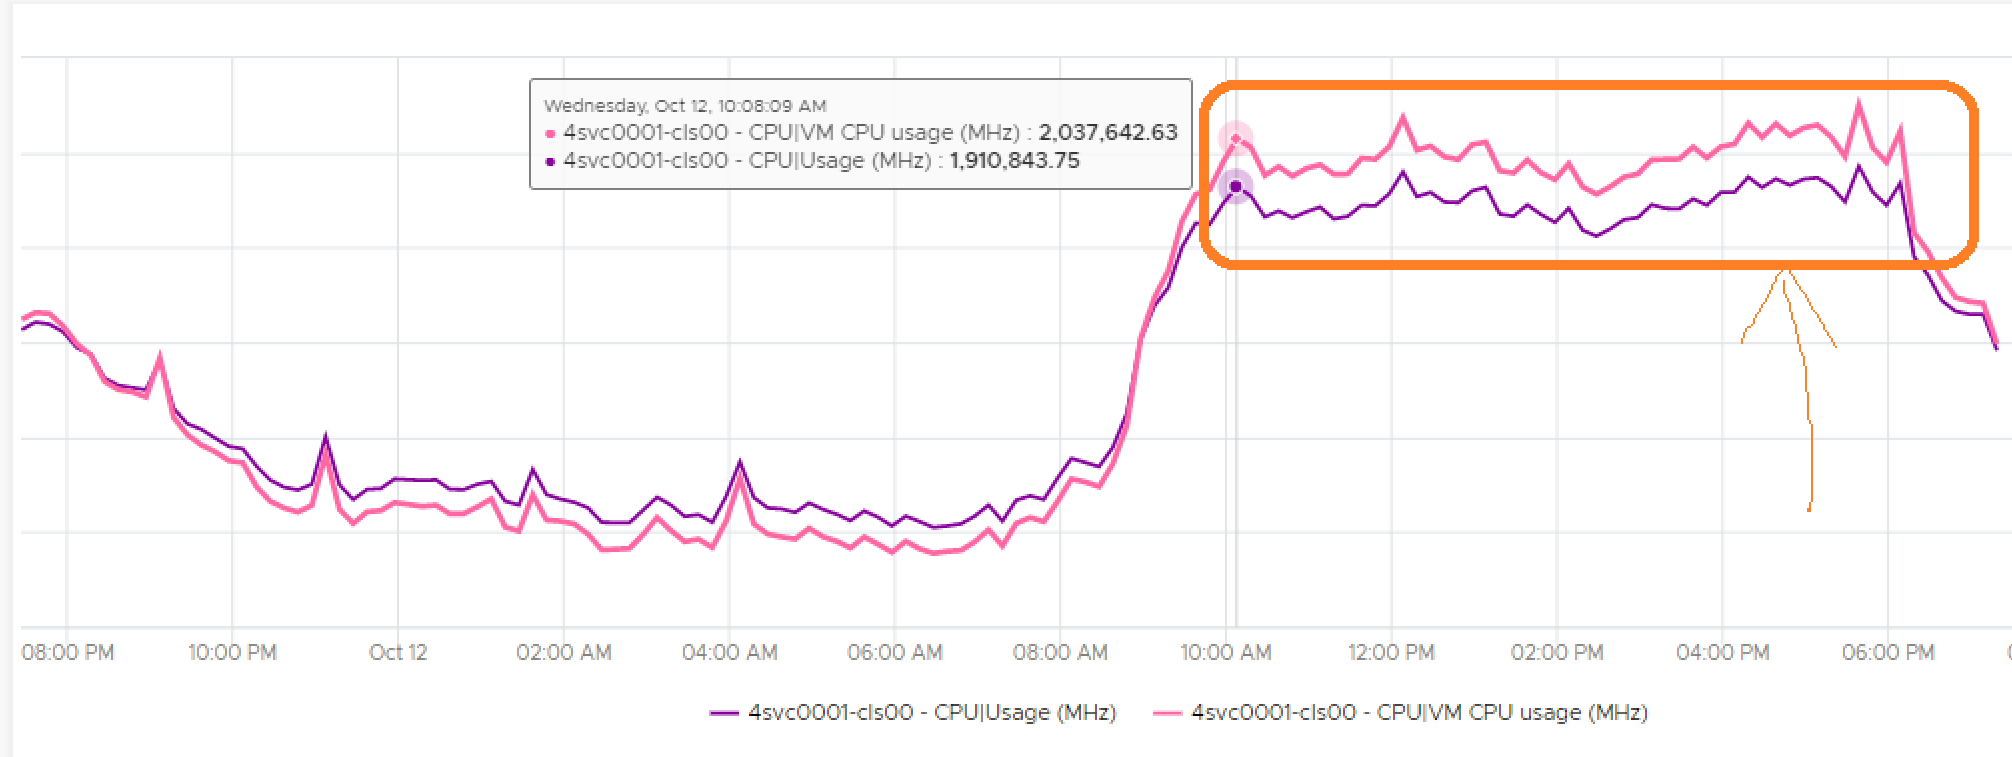 Wednesday, Oct 12, 10:08:09 AM
4svc0001-cls00 - CPU|VM CPU usage (MHz) : 2,037,642.63
4svc0001-cls00 - CPU|Usage (MHz) : 1,910,843.75
08:00 PM 10:00 PM Oct 12 02:00 AM 04:00 AM 06:00 AM 08:00 AM 10:00 AM 12:00 PM 02:00 PM 04:00 PM 06:00 PM
4svc0001-cls00 - CPU|Usage (MHz) 4svc0001-cls00 - CPU|VM CPU usage (MHz)